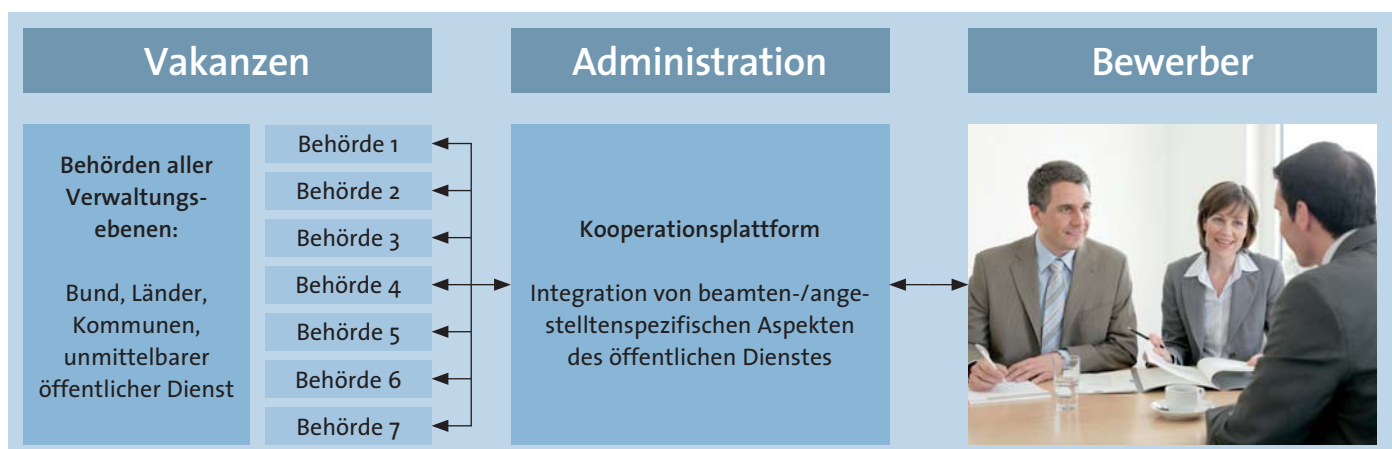 Vakanzen
Administration
Bewerber
Behörden aller
Verwaltungs-
ebenen:
Bund, Länder,
Kommunen,
unmittelbarer
öffentlicher Dienst
Behörde 1
Behörde 2
Behörde 3
Behörde 4
Behörde 5
Behörde 6
Behörde 7
Kooperationsplattform
Integration von beamten-/ange-
stelltenspezifischen Aspekten
des öffentlichen Dienstes